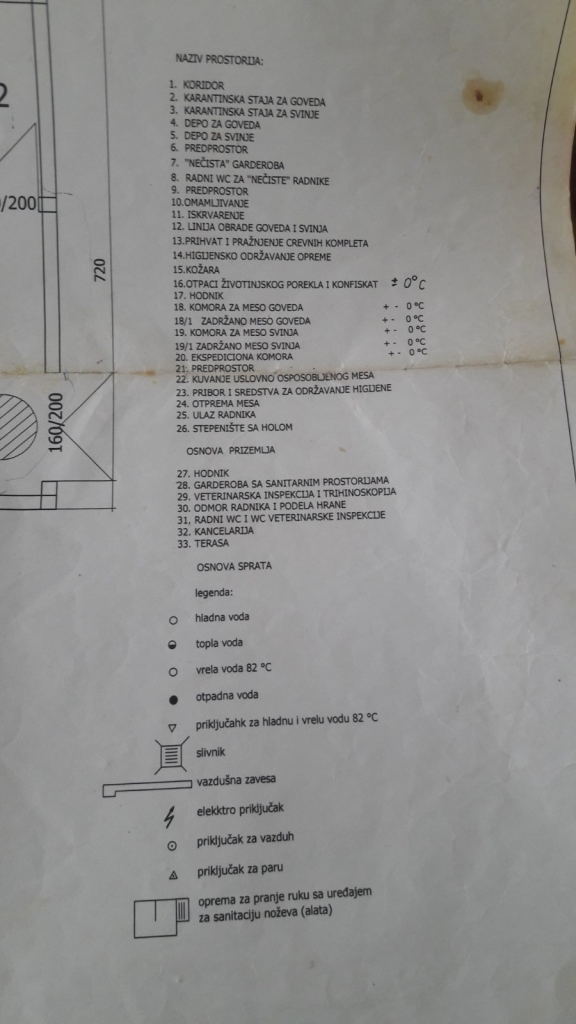 2
0/200
720
160/200
NAZIV PROSTORIJA:
1. KORIDOR
2. KARANTINSKA STAJA ZA GOVEDA
3. KARANTINSKA STAJA ZA SVINJE
4. DEPO ZA GOVEDA
5. DEPO ZA SVINJE
6. PREDPROSTOR
7. "NEČISTA" GARDEROBA
8. RADNI WC ZA "NEČISTE" RADNIKE
9. PREDPROSTOR
10.OMAMLJIVANJE
11. ISKRVARENJE
12. LINIJA OBRADE GOVEDA I SVINJA
13.PRIHVAT I PRAŽNJENJE CREVNIH KOMPLETA
14.HIGIJENSKO ODRŽAVANJE OPREME
15.KOŽARA
16.OTPACI ŽIVOTINJSKOG POREKLA I KONFISKAT ± 0°C
17. HODNIK
18. KOMORA ZA MESO GOVEDA + - 0 °C
18/1 ZADRŽANO MESO GOVEDA + - 0 °C
19. KOMORA ZA MESO SVINJA + - 0 °C
19/1 ZADRŽANO MESO SVINJA + - 0 °C
20. EKSPEDICIONA KOMORA + - 0 °C
21. PREDPROSTOR
22. KUVANJE USLOVNO OSPOSOBLJENOG MESA
23. PRIBOR I SREDSTVA ZA ODRŽAVANJE HIGIJENE
24. OTPREMA MESA
25. ULAZ RADNIKA
26. STEPENIŠTE SA HOLOM
OSNOVA PRIZEMLJA
27. HODNIK
28. GARDEROBA SA SANITARNIM PROSTORIJAMA
29. VETERINARSKA INSPEKCIJA I TRIHINOSKOPIJA
30. ODMOR RADNIKA I PODELA HRANE
31. RADNI WC I WC VETERINARSKE INSPEKCIJE
32. KANCELARIJA
33. TERASA
OSNOVA SPRATA
legenda:
hladna voda
topla voda
vrela voda 82 °C
otpadna voda
priključahk za hladnu i vrelu vodu 82 °C
slivnik
vazdušna zavesa
elekktro priključak
priključak za vazduh
priključak za paru
oprema za pranje ruku sa uređajem
za sanitaciju noževa (alata)